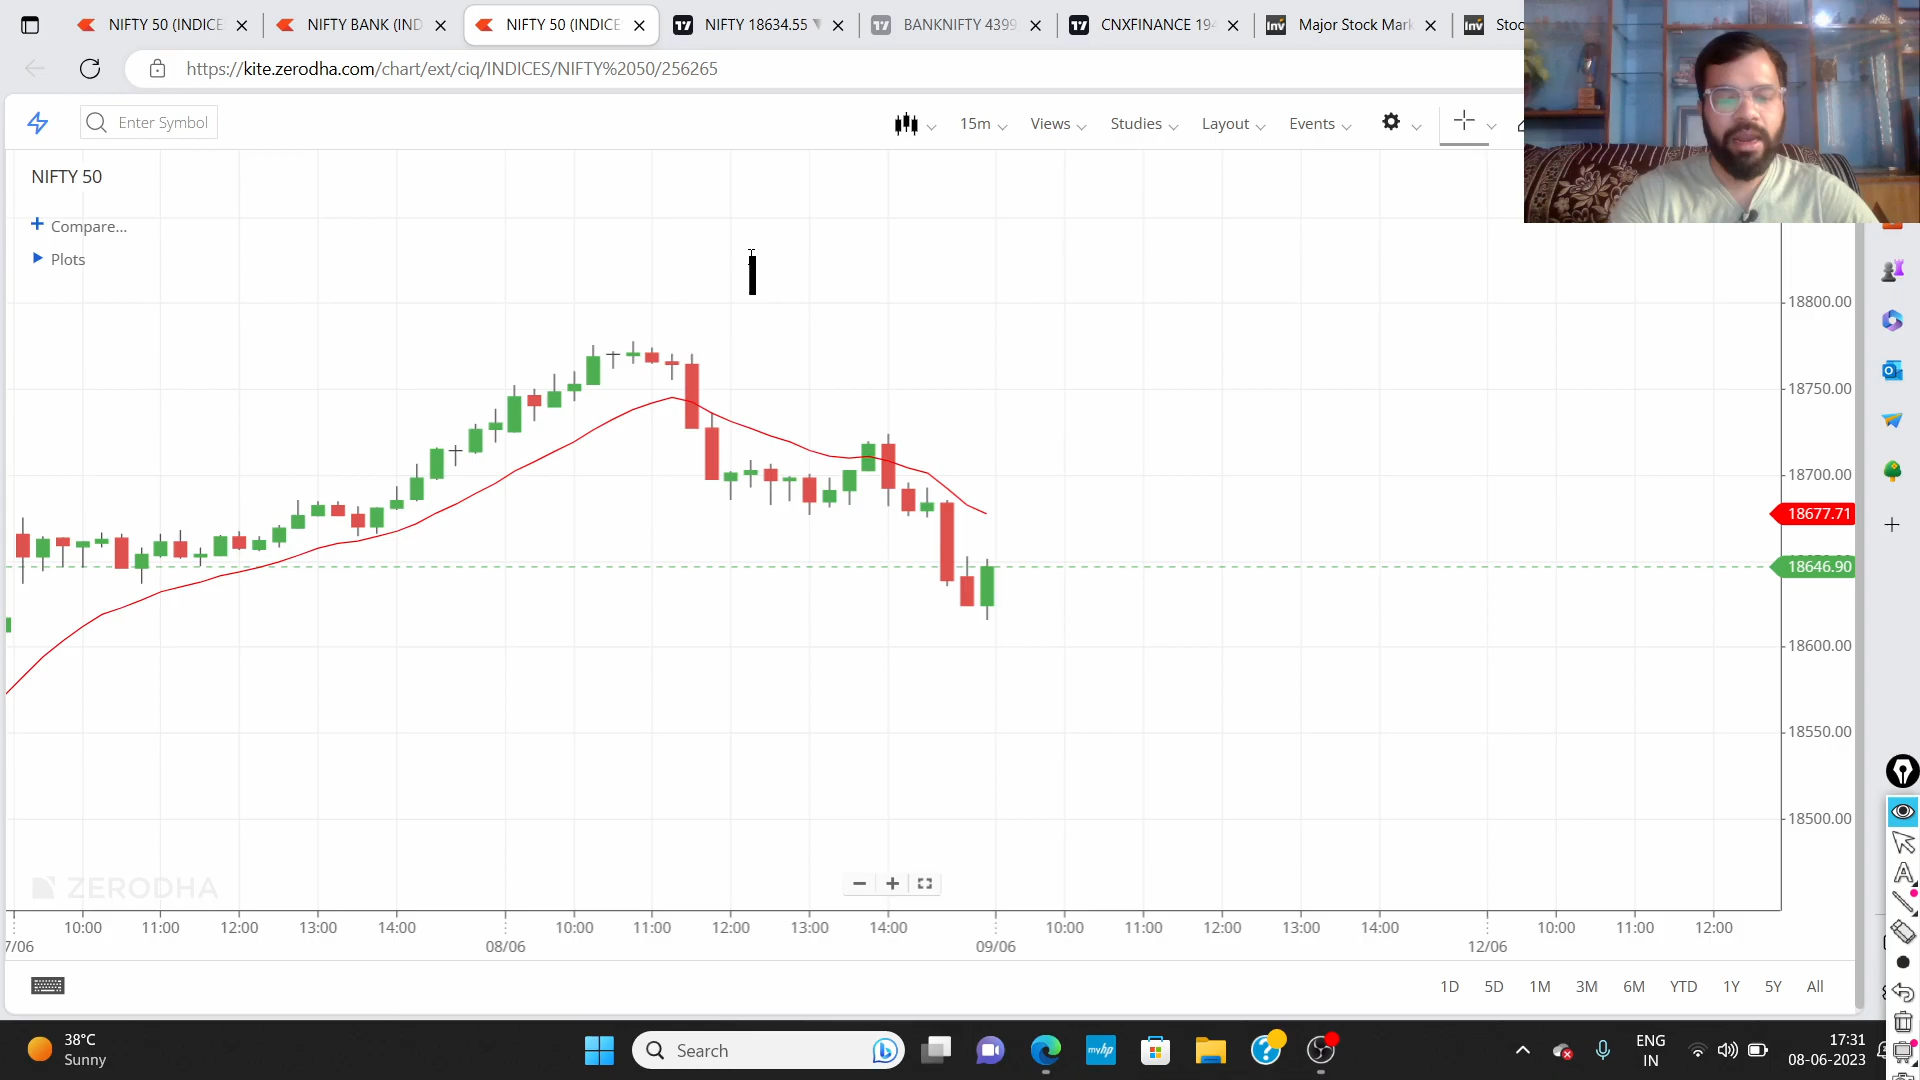 NIFTY 50 (INDICE
NIFTY BANK (IND
NIFTY 50 (INDICE
NIFTY 18634.55
BANKNIFTY 4399
CNXFINANCE 194
Major Stock Mark
Stoc
https://kite.zerodha.com/chart/ext/ciq/INDICES/NIFTY%2050/256265
Enter Symbol
15m
Views
Studies
Layout
Events
NIFTY 50
+ Compare...
Plots
18800.00
18750.00
18700.00
18677.71
18646.90
18600.00
18550.00
18500.00
ZERODHA
10:00 11:00 12:00 13:00 14:00 10:00 11:00 12:00 13:00 14:00 10:00 11:00 12:00 13:00 14:00 10:00 11:00 12:00
7/06 08/06 09/06 12/06
1D 5D 1M 3M 6M YTD 1Y 5Y All
38°C
Sunny
Search
myhp
ENG
IN
17:31
08-06-2023